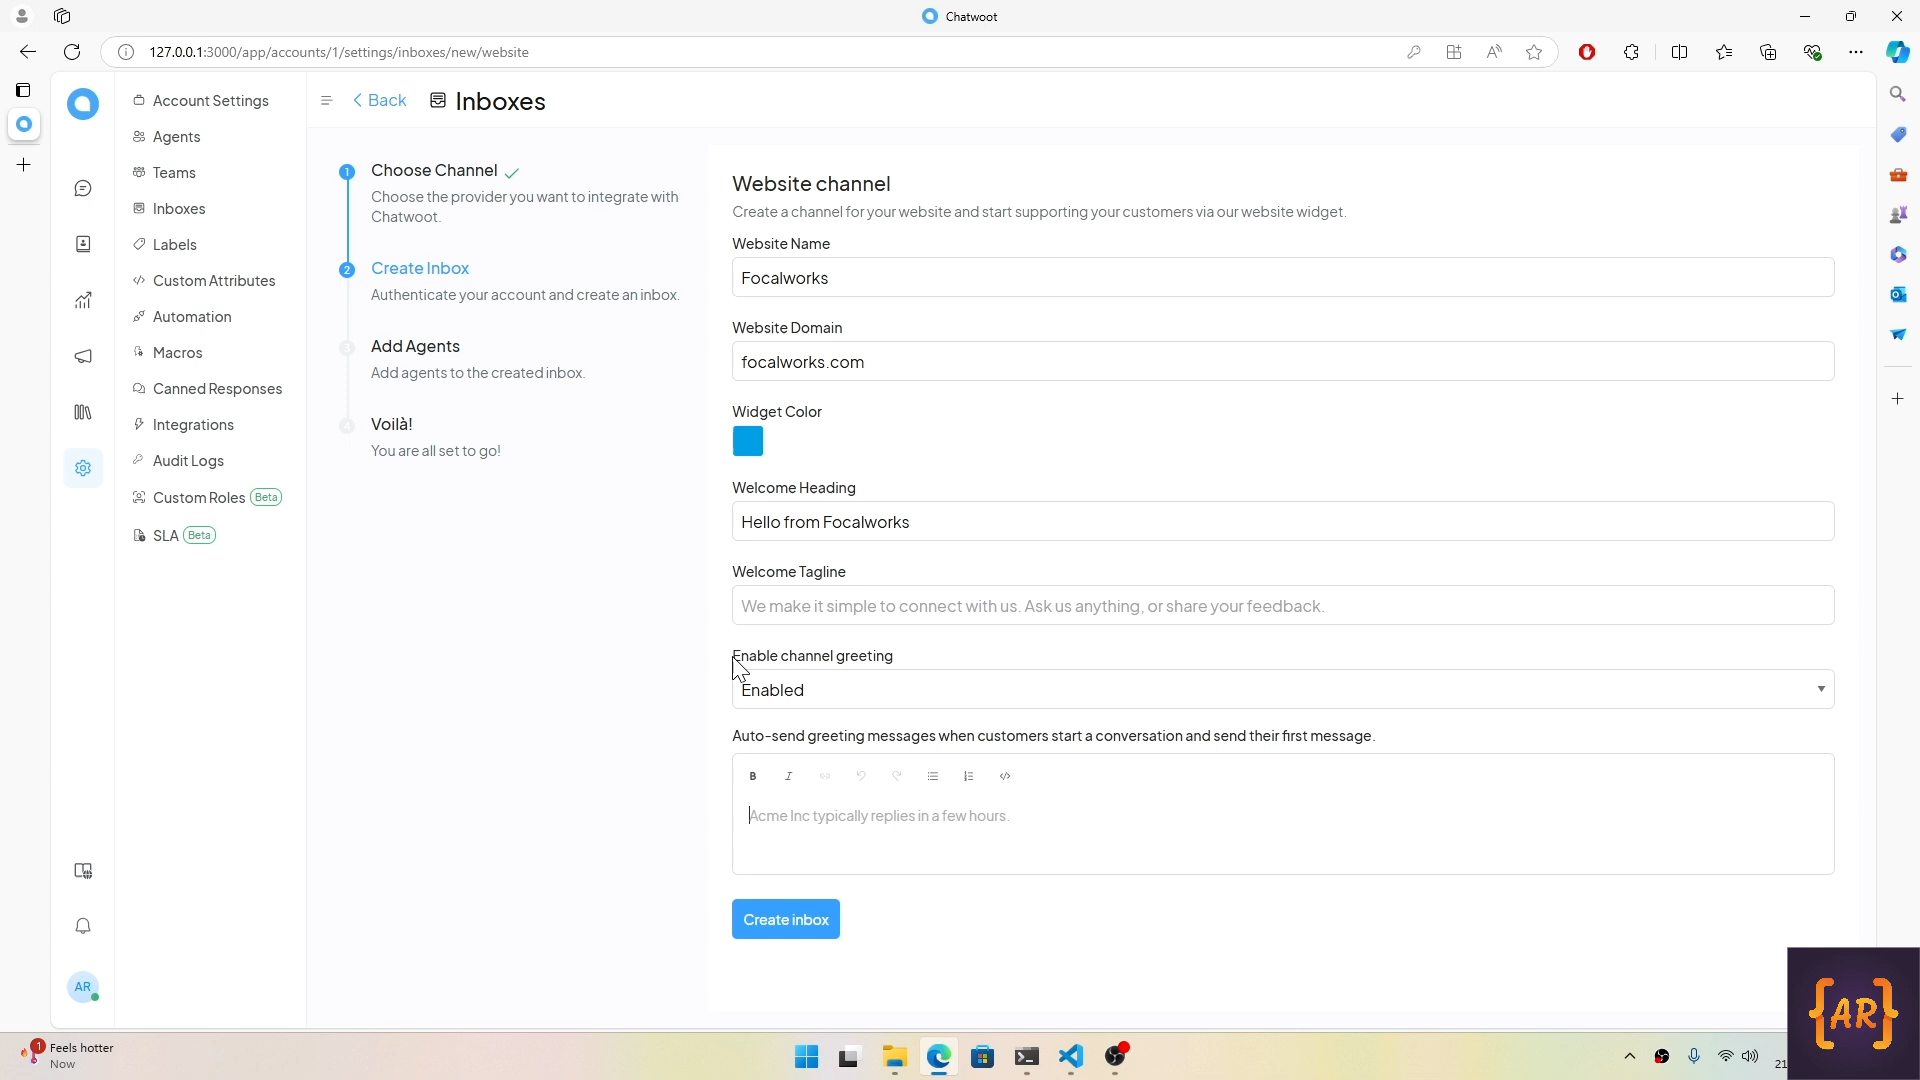 Chatwoot
127.0.0.1:3000/app/accounts/1/settings/inboxes/new/website
Account Settings
Agents
Teams
Inboxes
Labels
Custom Attributes
Automation
Macros
Canned Responses
Integrations
Audit Logs
Custom Roles Beta
SLA Beta
AR
Back
Inboxes
1
Choose Channel
Choose the provider you want to integrate with
Chatwoot.
2
Create Inbox
Authenticate your account and create an inbox.
3
Add Agents
Add agents to the created inbox.
4
Voilà!
You are all set to go!
Website channel
Create a channel for your website and start supporting your customers via our website widget.
Website Name
Focalworks
Website Domain
focalworks.com
Widget Color
Welcome Heading
Hello from Focalworks
Welcome Tagline
We make it simple to connect with us. Ask us anything, or share your feedback.
Enable channel greeting
Enabled
Auto-send greeting messages when customers start a conversation and send their first message.
B I
Acme Inc typically replies in a few hours.
Create inbox
{AR}
1
Feels hotter
Now
21